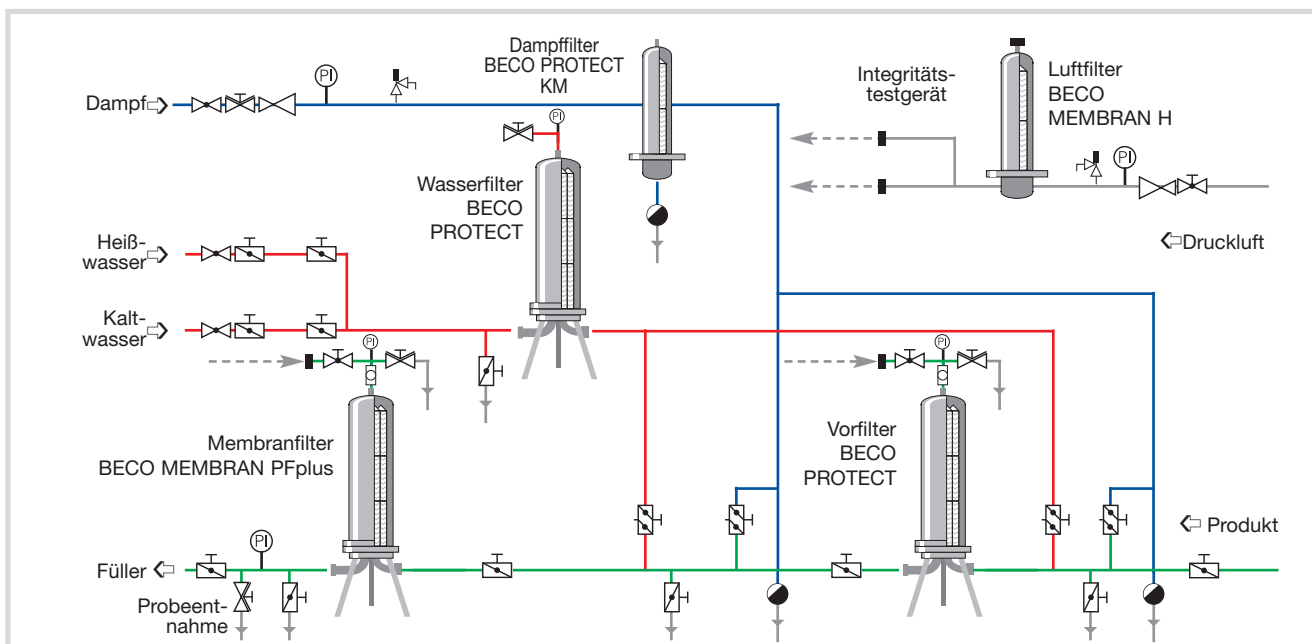 Dampffilter
BECO PROTECT
KM
PI
Dampf
Integritäts-
testgerät
Luftfilter
BECO
MEMBRAN H
PI
PI
Wasserfilter
BECO
PROTECT
Heiß-
wasser
Druckluft
Kalt-
wasser
PI
PI
Membranfilter
BECO MEMBRAN PFplus
Vorfilter
BECO
PROTECT
Produkt
PI
Füller
Probeent-
nahme